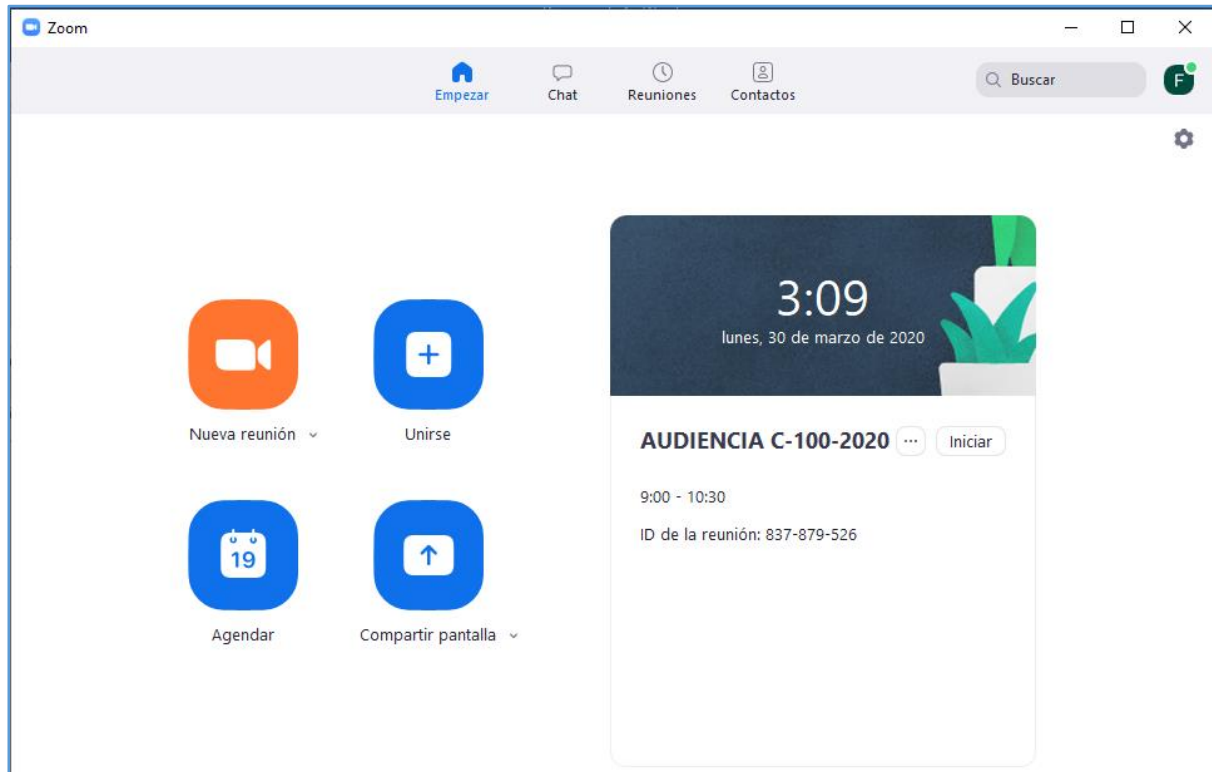 Zoom
Empezar
Chat
Reuniones
Contactos
Buscar
F
3:09
lunes, 30 de marzo de 2020
Nueva reunión
Unirse
AUDIENCIA C-100-2020 ... Iniciar
9:00 - 10:30
ID de la reunión: 837-879-526
19
Agendar
Compartir pantalla